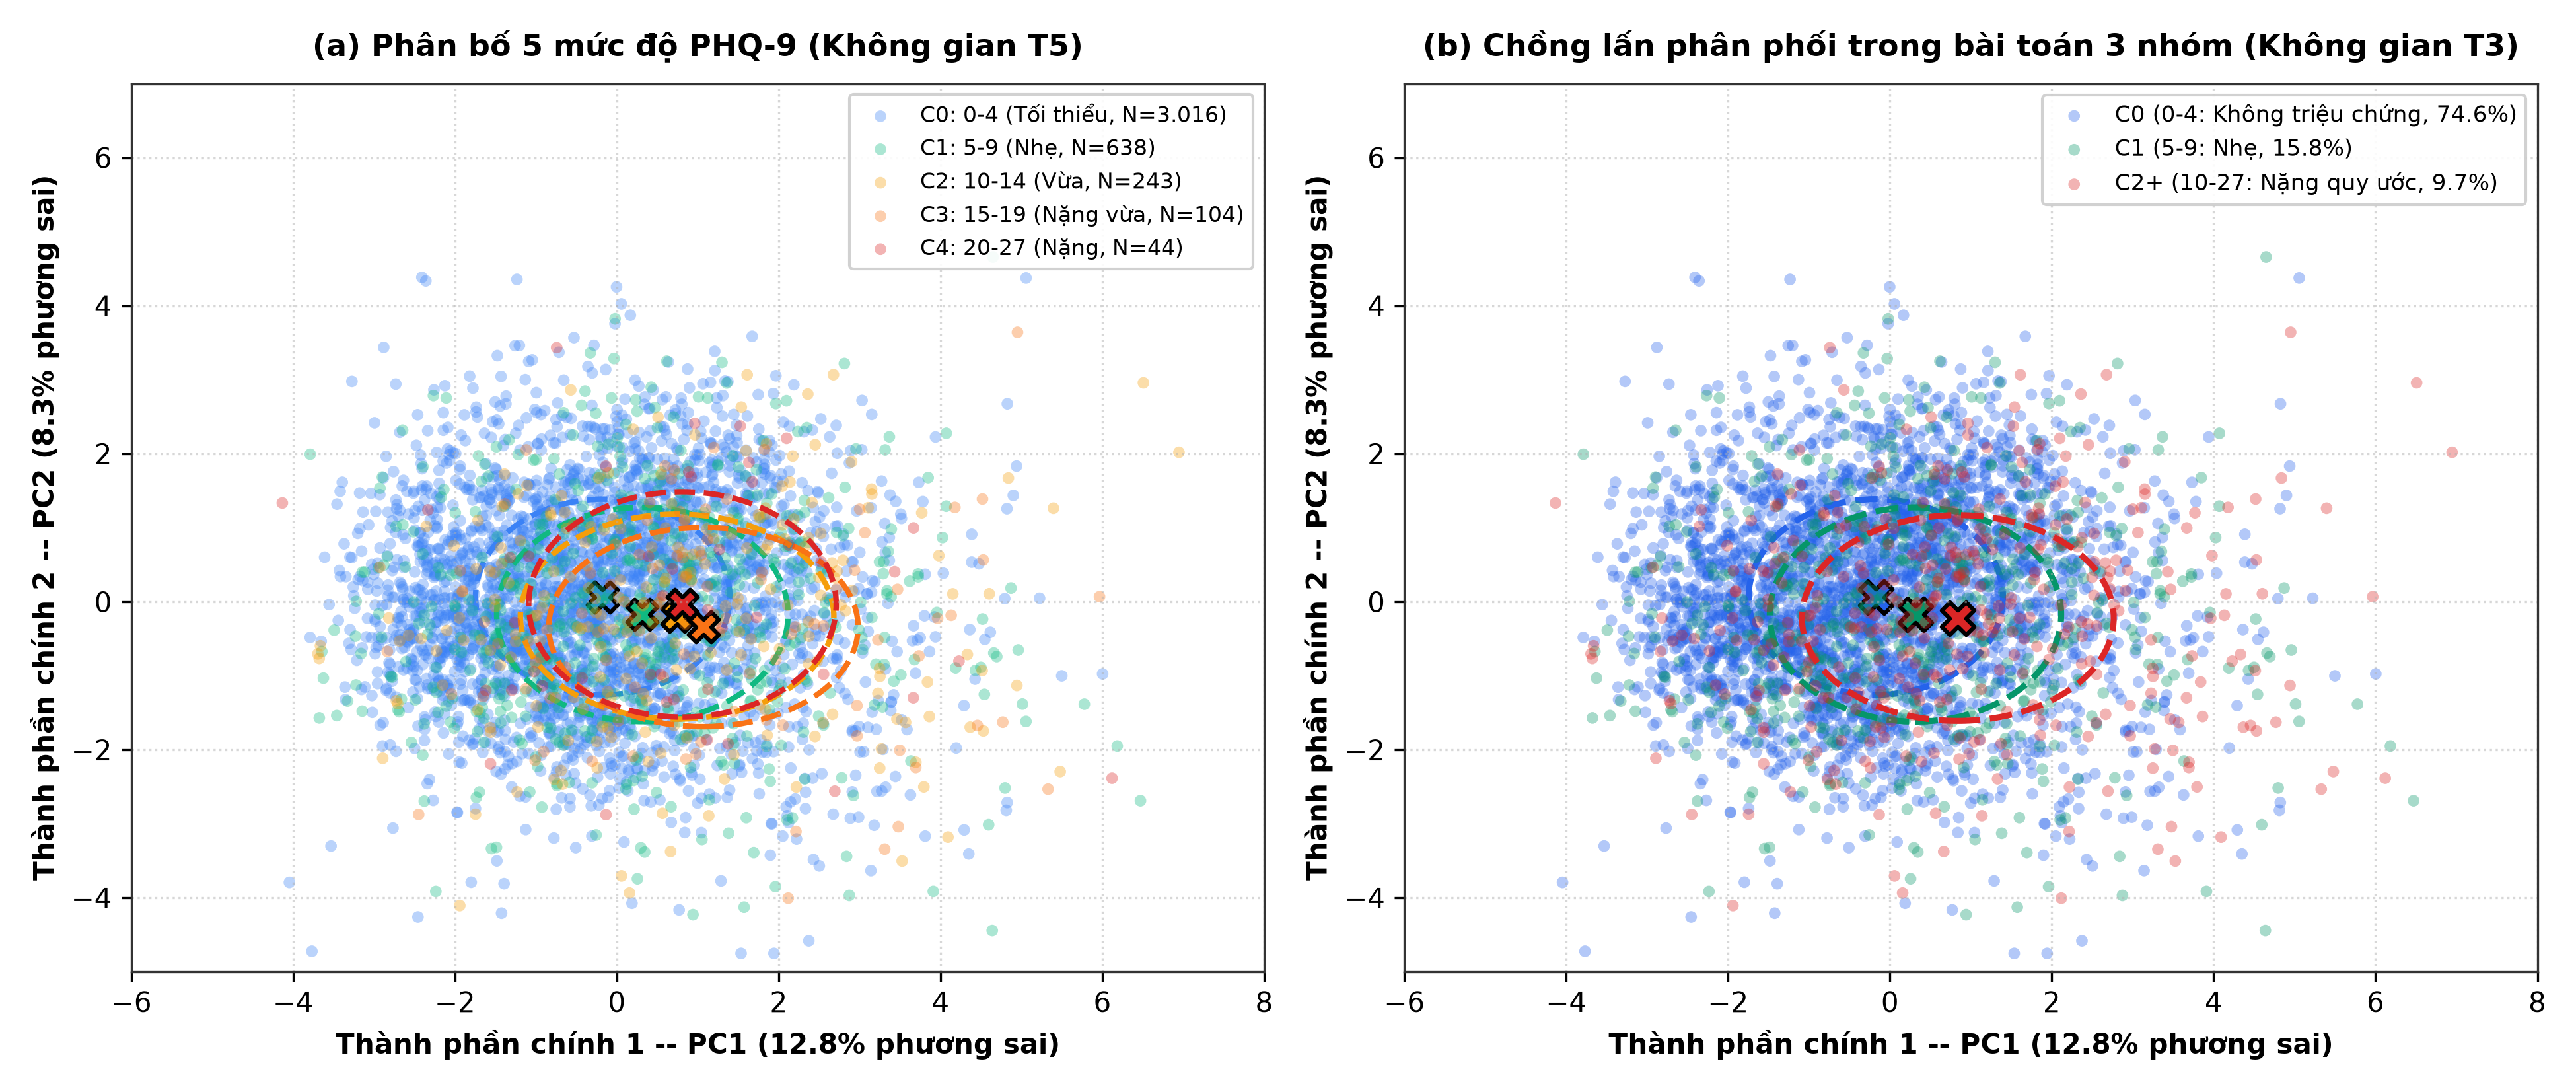 (a) Phân bố 5 mức độ PHQ-9 (Không gian T5)
C0: 0-4 (Tối thiểu, N=3.016)
C1: 5-9 (Nhẹ, N=638)
C2: 10-14 (Vừa, N=243)
C3: 15-19 (Nặng vừa, N=104)
C4: 20-27 (Nặng, N=44)
Thành phần chính 2 -- PC2 (8.3% phương sai)
6
4
2
0
−2
−4
−6
−4
−2
0
2
4
6
8
Thành phần chính 1 -- PC1 (12.8% phương sai)
(b) Chồng lấn phân phối trong bài toán 3 nhóm (Không gian T3)
C0 (0-4: Không triệu chứng, 74.6%)
C1 (5-9: Nhẹ, 15.8%)
C2+ (10-27: Nặng quy ước, 9.7%)
Thành phần chính 2 -- PC2 (8.3% phương sai)
6
4
2
0
−2
−4
−6
−4
−2
0
2
4
6
8
Thành phần chính 1 -- PC1 (12.8% phương sai)